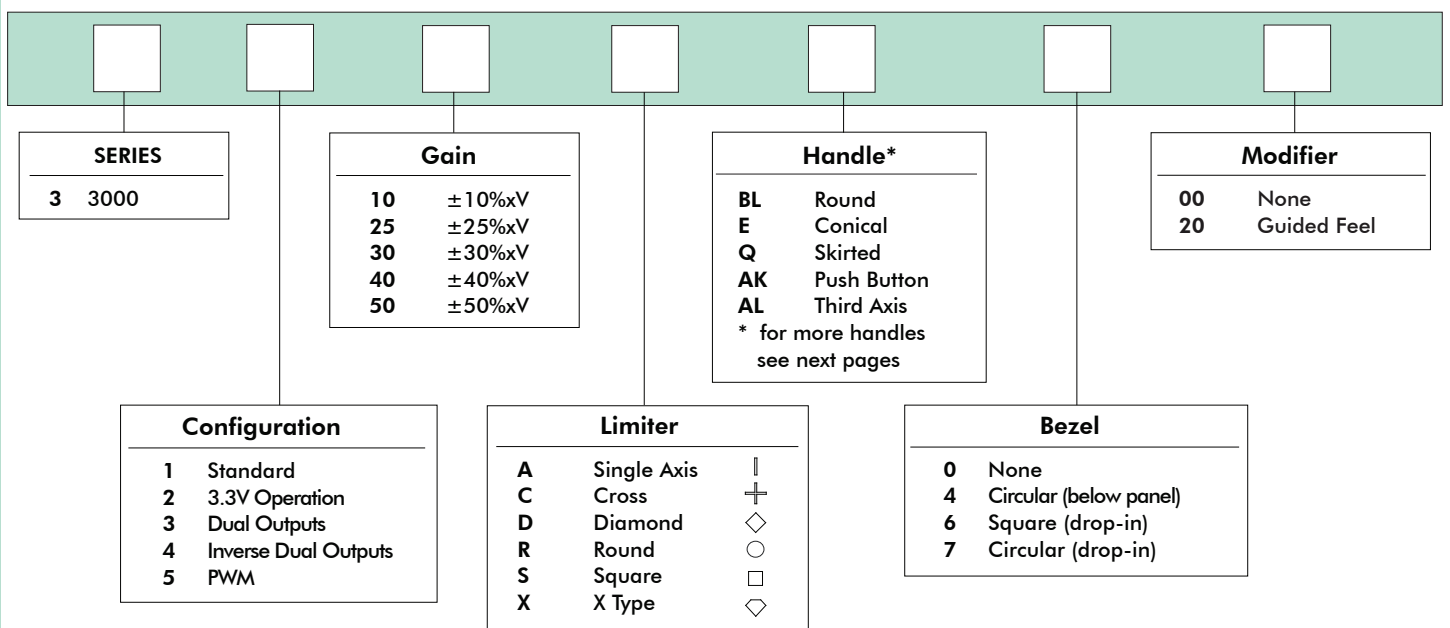 SERIES
3 3000
Gain
10 ±10%xV
25 ±25%xV
30 ±30%xV
40 ±40%xV
50 ±50%xV
Handle*
BL Round
E Conical
Q Skirted
AK Push Button
AL Third Axis
* for more handles
see next pages
Modifier
00 None
20 Guided Feel
Configuration
1 Standard
2 3.3V Operation
3 Dual Outputs
4 Inverse Dual Outputs
5 PWM
Limiter
A Single Axis
C Cross
D Diamond
R Round
S Square
X X Type
Bezel
0 None
4 Circular (below panel)
6 Square (drop-in)
7 Circular (drop-in)